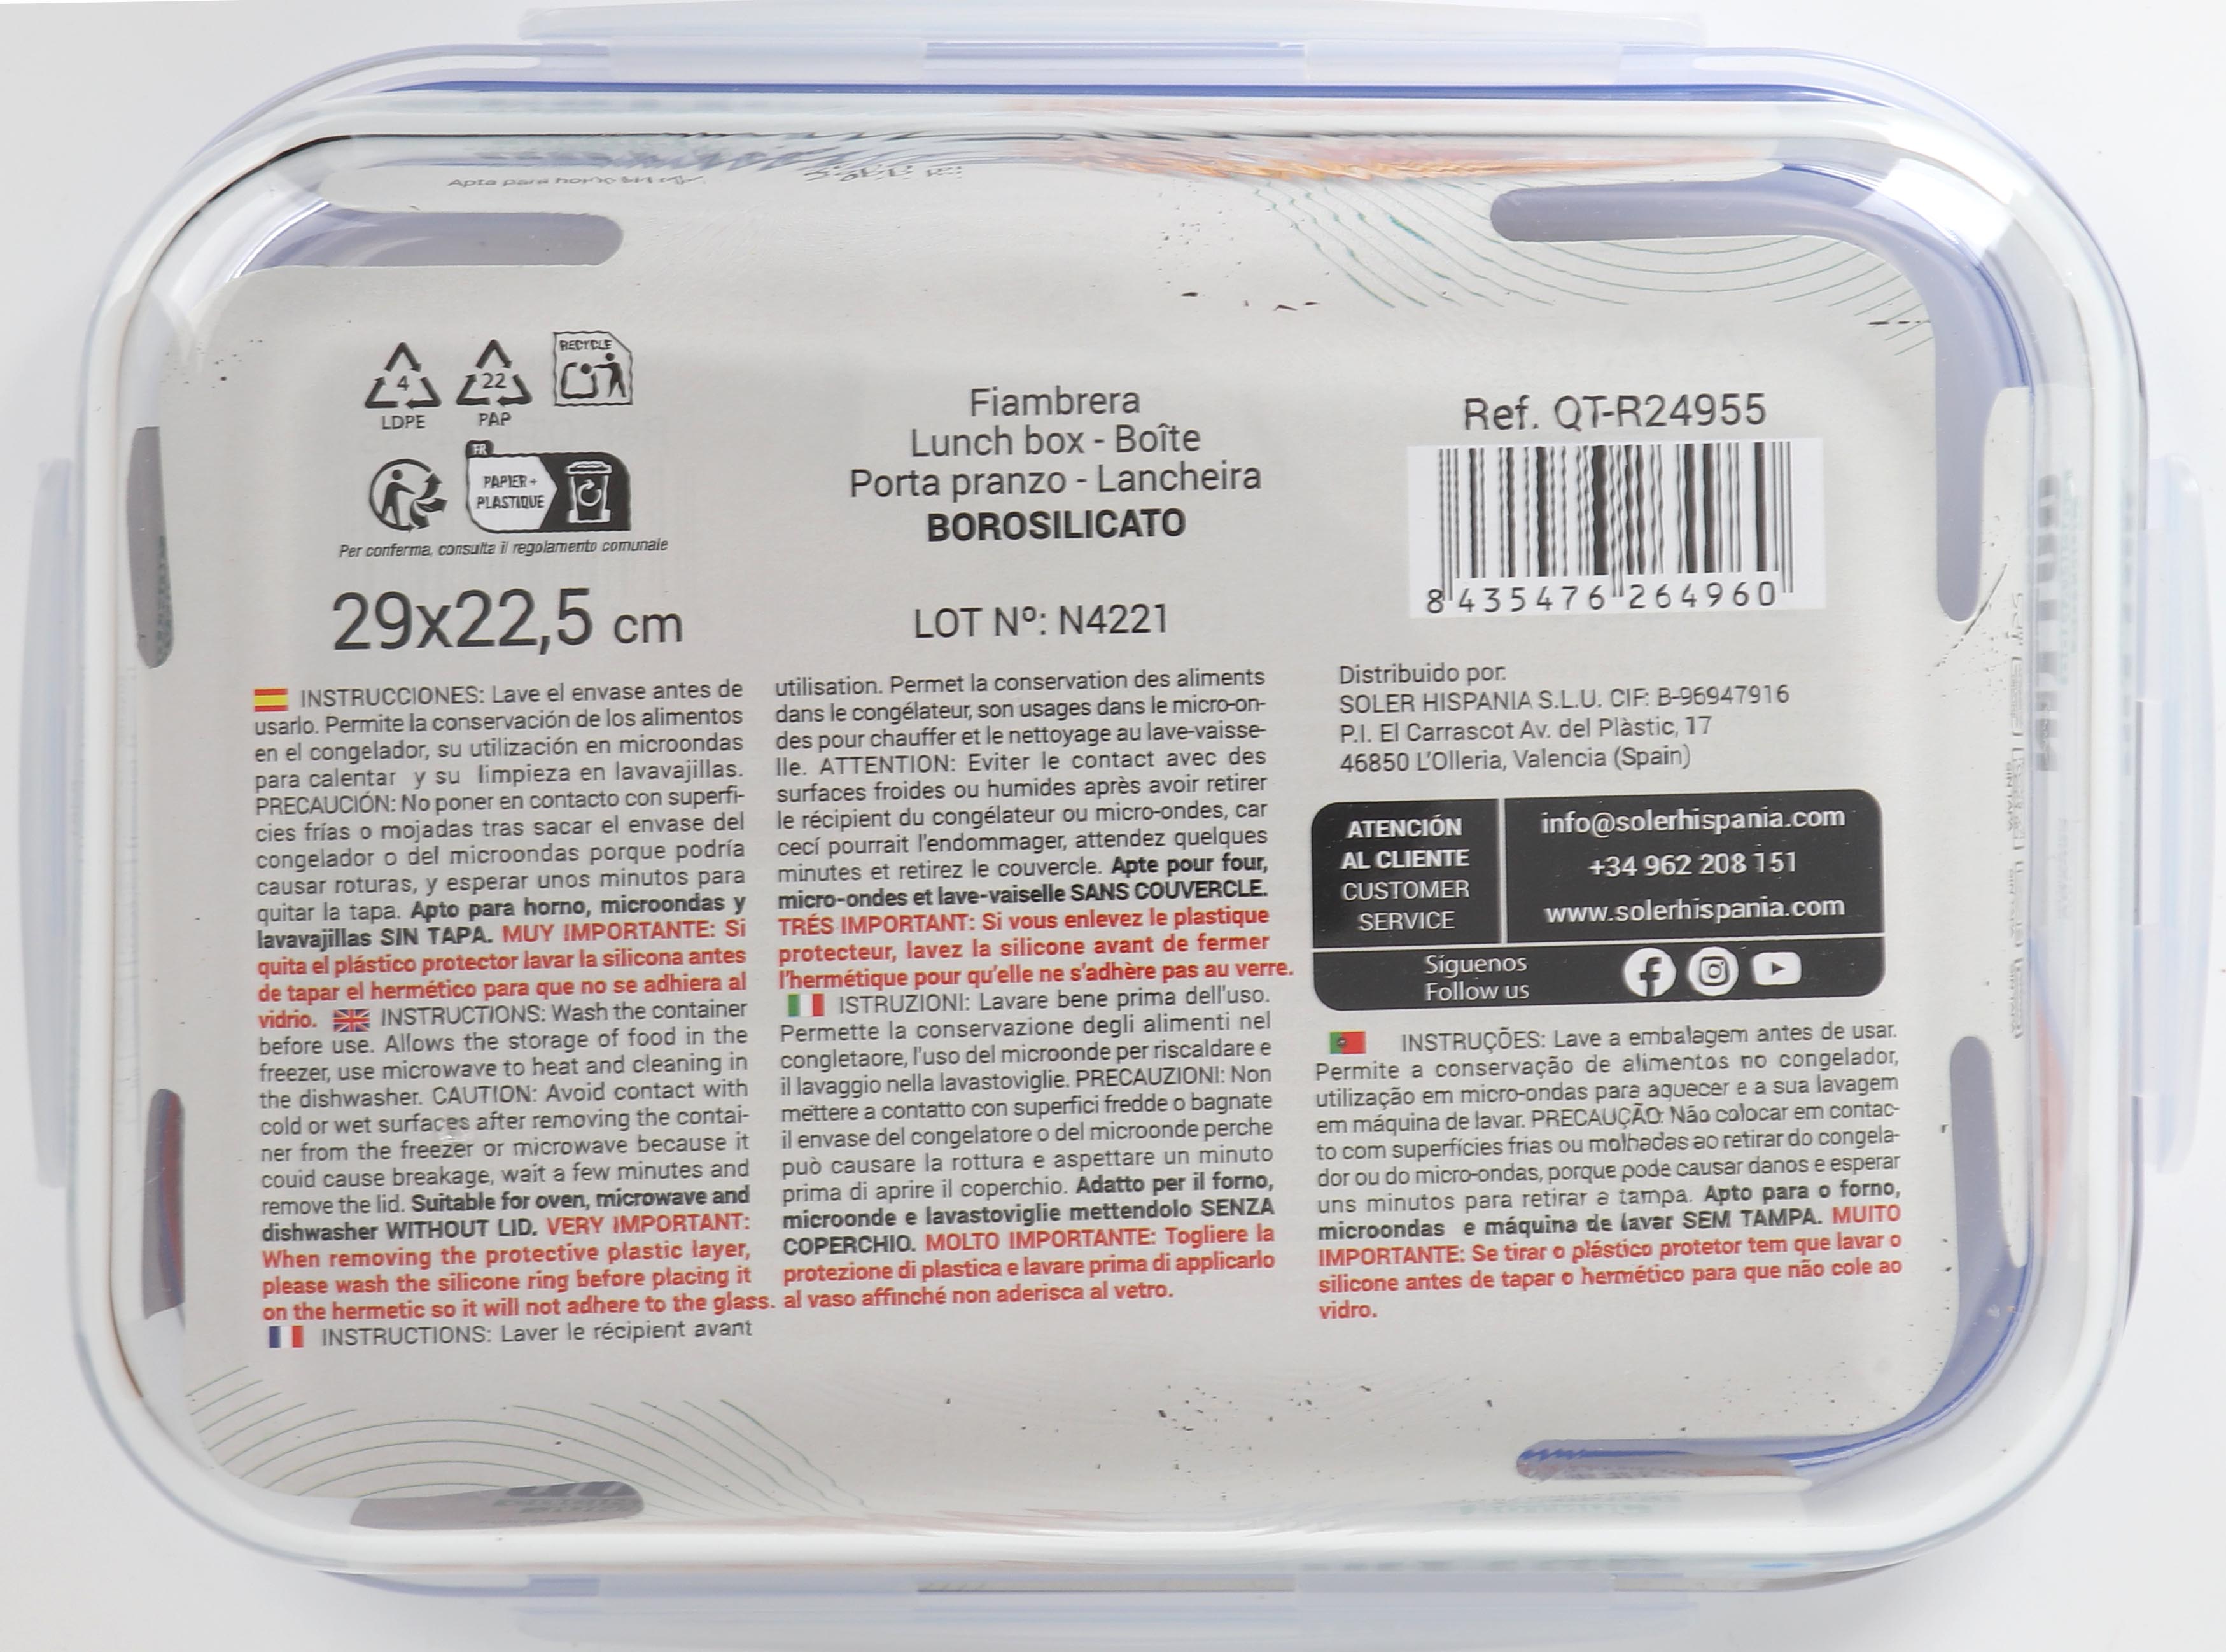 Apta para horno sin
4
LDPE
22
PAP
RECYCLE
FR
PAPIER +
PLASTIQUE
Per conferma, consulta il regolamento comunale
29x22,5 cm
Fiambrera
Lunch box - Boîte
Porta pranzo - Lancheira
BOROSILICATO
LOT Nº: N4221
Ref. QT-R24955
8 435476 264960
INSTRUCCIONES: Lave el envase antes de
usarlo. Permite la conservación de los alimentos
en el congelador, su utilización en microondas
para calentar y su limpieza en lavavajillas.
PRECAUCIÓN: No poner en contacto con superfi-
cies frías o mojadas tras sacar el envase del
congelador o del microondas porque podría
causar roturas, y esperar unos minutos para
quitar la tapa. Apto para horno, microondas y
lavavajillas SIN TAPA. MUY IMPORTANTE: Si
quita el plástico protector lavar la silicona antes
de tapar el hermético para que no se adhiera al
vidrio. INSTRUCTIONS: Wash the container
before use. Allows the storage of food in the
freezer, use microwave to heat and cleaning in
the dishwasher. CAUTION: Avoid contact with
cold or wet surfaces after removing the contai-
ner from the freezer or microwave because it
couid cause breakage, wait a few minutes and
remove the lid. Suitable for oven, microwave and
dishwasher WITHOUT LID. VERY IMPORTANT:
When removing the protective plastic layer,
please wash the silicone ring before placing it
on the hermetic so it will not adhere to the glass.
INSTRUCTIONS: Laver le récipient avant
utilisation. Permet la conservation des aliments
dans le congélateur, son usages dans le micro-on-
des pour chauffer et le nettoyage au lave-vaisse-
lle. ATTENTION: Eviter le contact avec des
surfaces froides ou humides après avoir retirer
le récipient du congélateur ou micro-ondes, car
cecí pourrait l'endommager, attendez quelques
minutes et retirez le couvercle. Apte pour four,
micro-ondes et lave-vaiselle SANS COUVERCLE.
TRÉS IMPORTANT: Si vous enlevez le plastique
protecteur, lavez la silicone avant de fermer
l'hermétique pour qu'elle ne s'adhère pas au verre.
ISTRUZIONI: Lavare bene prima dell'uso.
Permette la conservazione degli alimenti nel
congletaore, l'uso del microonde per riscaldare e
il lavaggio nella lavastoviglie. PRECAUZIONI: Non
mettere a contatto con superfici fredde o bagnate
il envase del congelatore o del microonde perche
può causare la rottura e aspettare un minuto
prima di aprire il coperchio. Adatto per il forno,
microonde e lavastoviglie mettendolo SENZA
COPERCHIO. MOLTO IMPORTANTE: Togliere la
protezione di plastica e lavare prima di applicarlo
al vaso affinché non aderisca al vetro.
Distribuido por:
SOLER HISPANIA S.L.U. CIF: B-96947916
P.I. El Carrascot Av. del Plàstic, 17
46850 L'Olleria, Valencia (Spain)
ATENCIÓN
AL CLIENTE
CUSTOMER
SERVICE
info@solerhispania.com
+34 962 208 151
www.solerhispania.com
Síguenos
Follow us
INSTRUÇÕES: Lave a embalagem antes de usar.
Permite a conservação de alimentos no congelador,
utilização em micro-ondas para aquecer e a sua lavagem
em máquina de lavar. PRECAUÇÃO: Não colocar em contac-
to com superfícies frias ou molhadas ao retirar do congela-
dor ou do micro-ondas, porque pode causar danos e esperar
uns minutos para retirar a tampa. Apto para o forno,
microondas e máquina de lavar SEM TAMPA. MUITO
IMPORTANTE: Se tirar o plástico protetor tem que lavar o
silicone antes de tapar o hermético para que não cole ao
vidro.